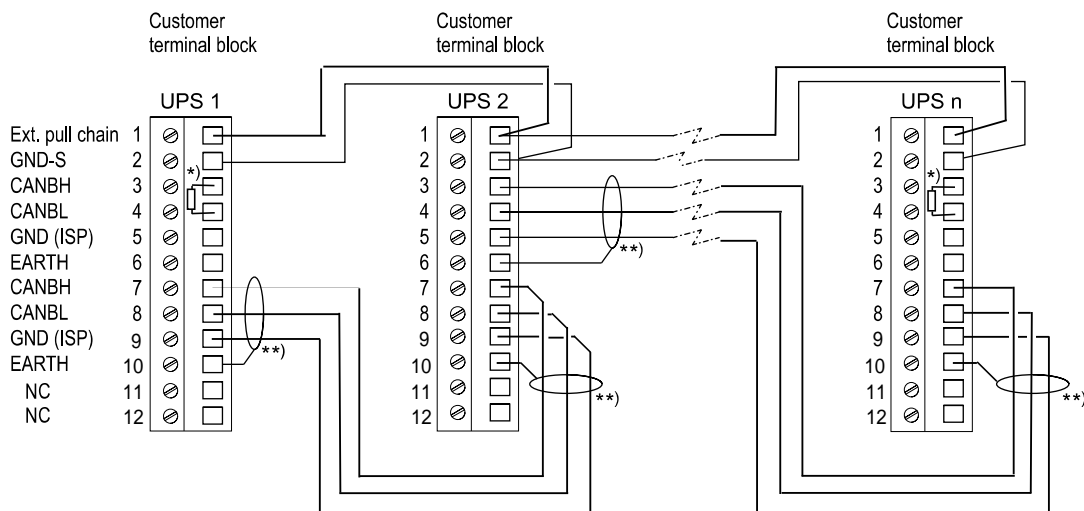 Customer
terminal block
Customer
terminal block
Customer
terminal block
UPS 1
UPS 2
UPS n
Ext. pull chain 1
GND-S 2
CANBH 3
CANBL 4
GND (ISP) 5
EARTH 6
CANBH 7
CANBL 8
GND (ISP) 9
EARTH 10
NC 11
NC 12
*)
**)
1
2
3
4
5
6
7
8
9
10
11
12
**)
**)
1
2
3
4
5
6
7
8
9
10
11
12
*)
**)